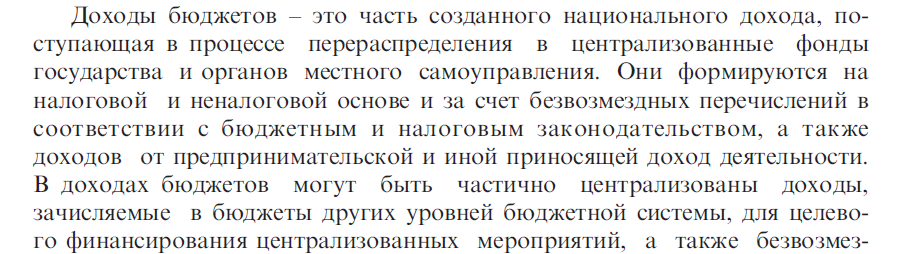 Доходы бюджетов – это часть созданного национального дохода, по-
ступающая в процессе перераспределения в централизованные фонды
государства и органов местного самоуправления. Они формируются на
налоговой и неналоговой основе и за счет безвозмездных перечислений в
соответствии с бюджетным и налоговым законодательством, а также
доходов от предпринимательской и иной приносящей доход деятельности.
В доходах бюджетов могут быть частично централизованы доходы,
зачисляемые в бюджеты других уровней бюджетной системы, для целево-
го финансирования централизованных мероприятий, а также безвозмез-